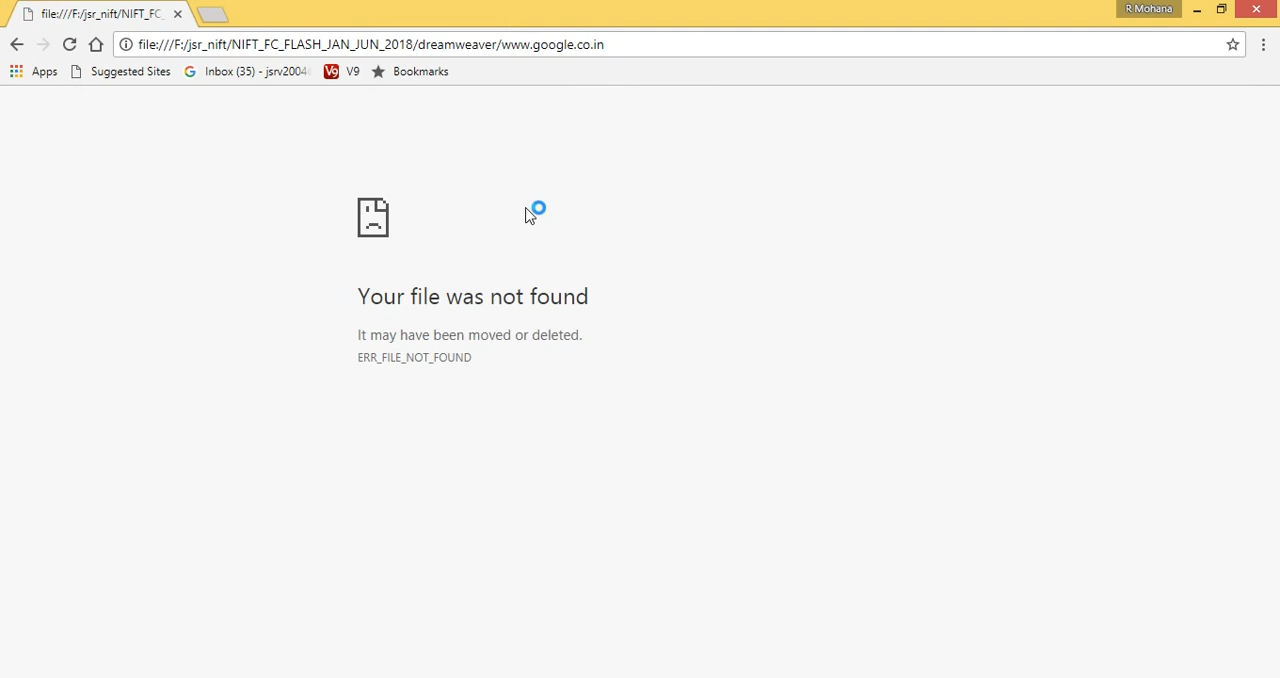 file:///F:/jsr_nift/NIFT_FC_
R Mohana
file:///F:/jsr_nift/NIFT_FC_FLASH_JAN_JUN_2018/dreamweaver/www.google.co.in
Apps Suggested Sites G Inbox (35) - jsrv2004 V9 V9 Bookmarks
Your file was not found
It may have been moved or deleted.
ERR_FILE_NOT_FOUND